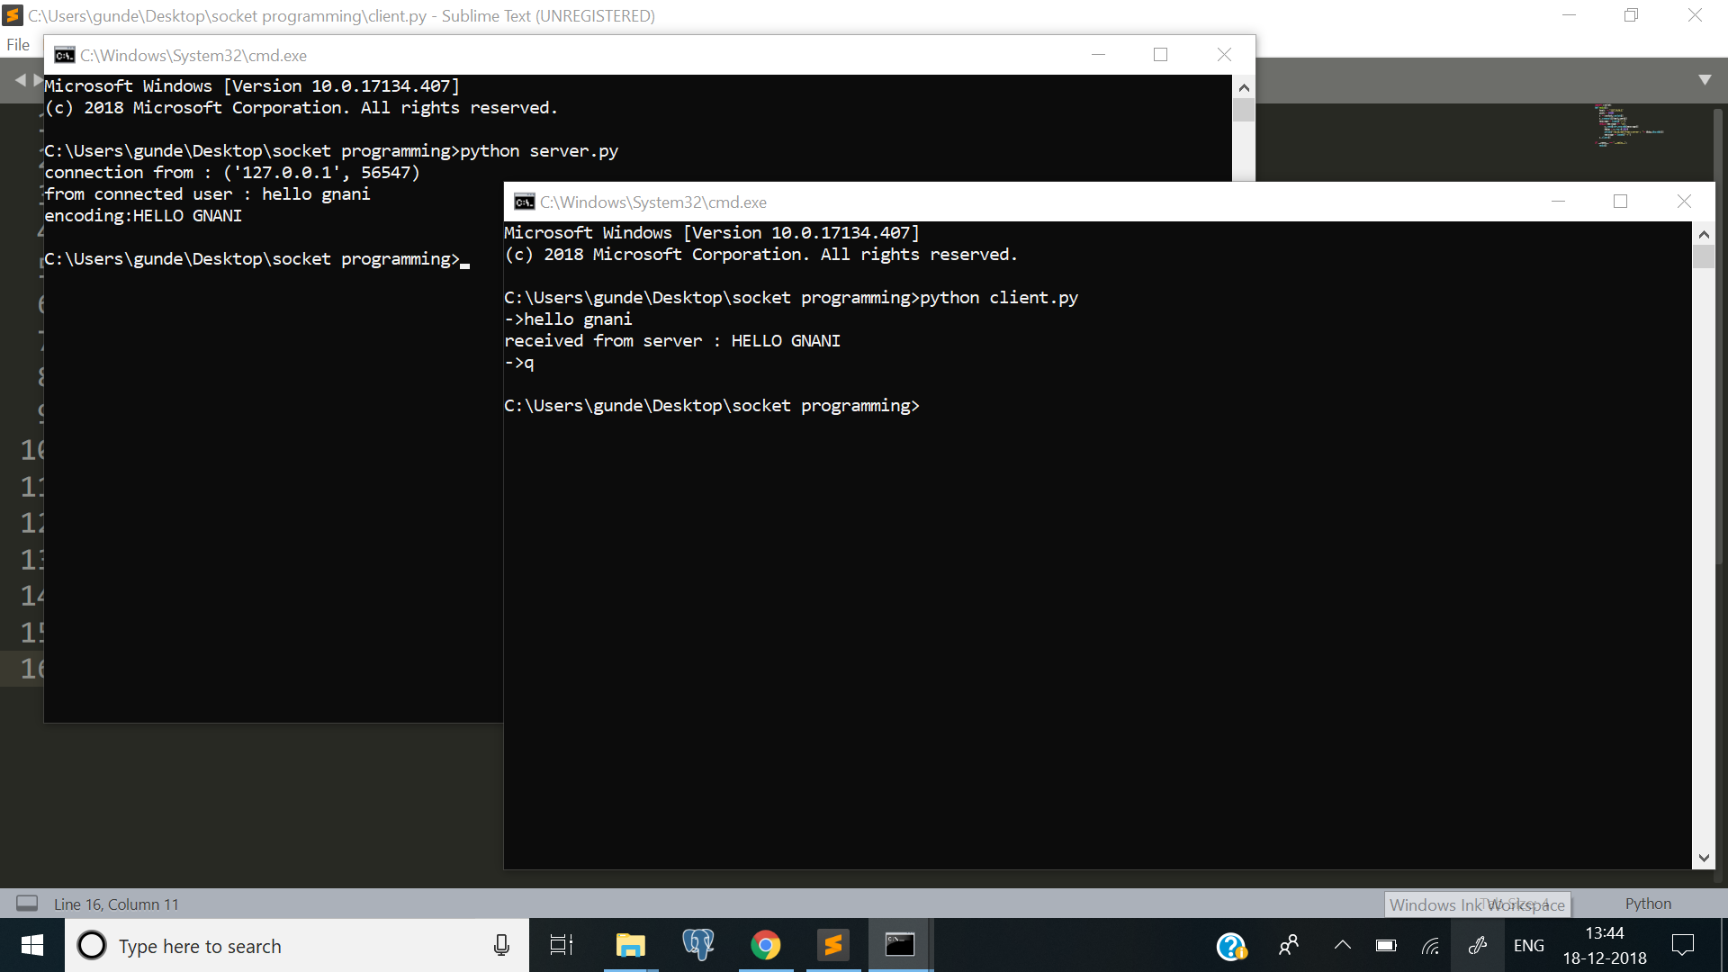 C:\Users\gunde\Desktop\socket programming\client.py - Sublime Text (UNREGISTERED)
File
C:\Windows\System32\cmd.exe
Microsoft Windows [Version 10.0.17134.407]
(c) 2018 Microsoft Corporation. All rights reserved.
C:\Users\gunde\Desktop\socket programming>python server.py
connection from : ('127.0.0.1', 56547)
from connected user : hello gnani
encoding:HELLO GNANI
C:\Users\gunde\Desktop\socket programming>
C:\Windows\System32\cmd.exe
Microsoft Windows [Version 10.0.17134.407]
(c) 2018 Microsoft Corporation. All rights reserved.
C:\Users\gunde\Desktop\socket programming>python client.py
->hello gnani
received from server : HELLO GNANI
->q
C:\Users\gunde\Desktop\socket programming>
8
9
10
11
12
13
14
15
16
Line 16, Column 11
Windows Ink Workspace
Python
Type here to search
ENG
13:44
18-12-2018